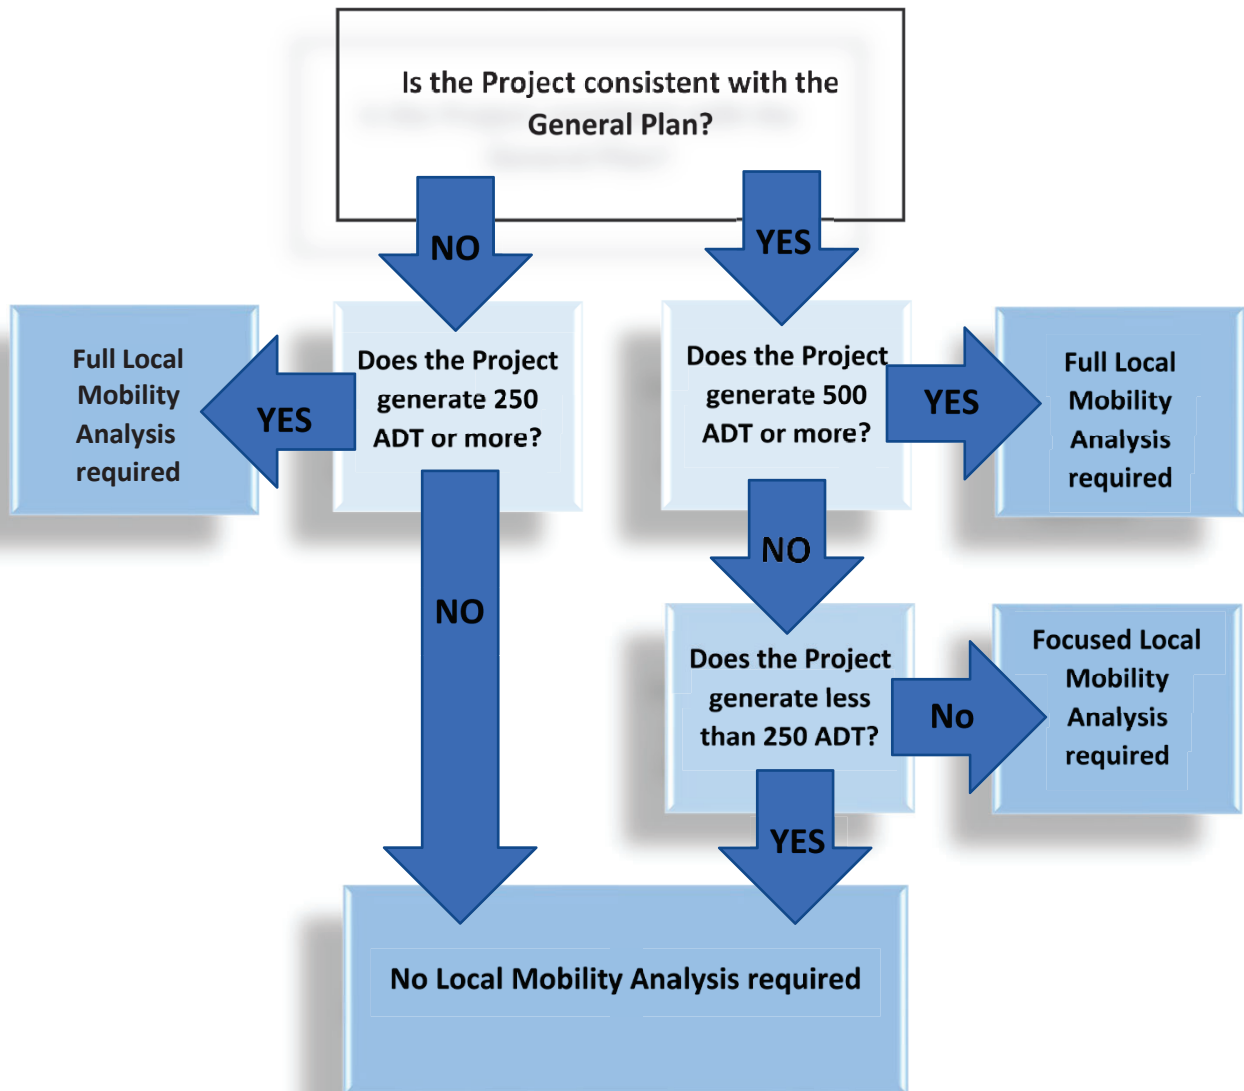 Is the Project consistent with the
General Plan?
NO
YES
Full Local
Mobility
Analysis
required
YES
Does the Project
generate 250
ADT or more?
Does the Project
generate 500
ADT or more?
YES
Full Local
Mobility
Analysis
required
NO
NO
Does the Project
generate less
than 250 ADT?
No
Focused Local
Mobility
Analysis
required
YES
No Local Mobility Analysis required